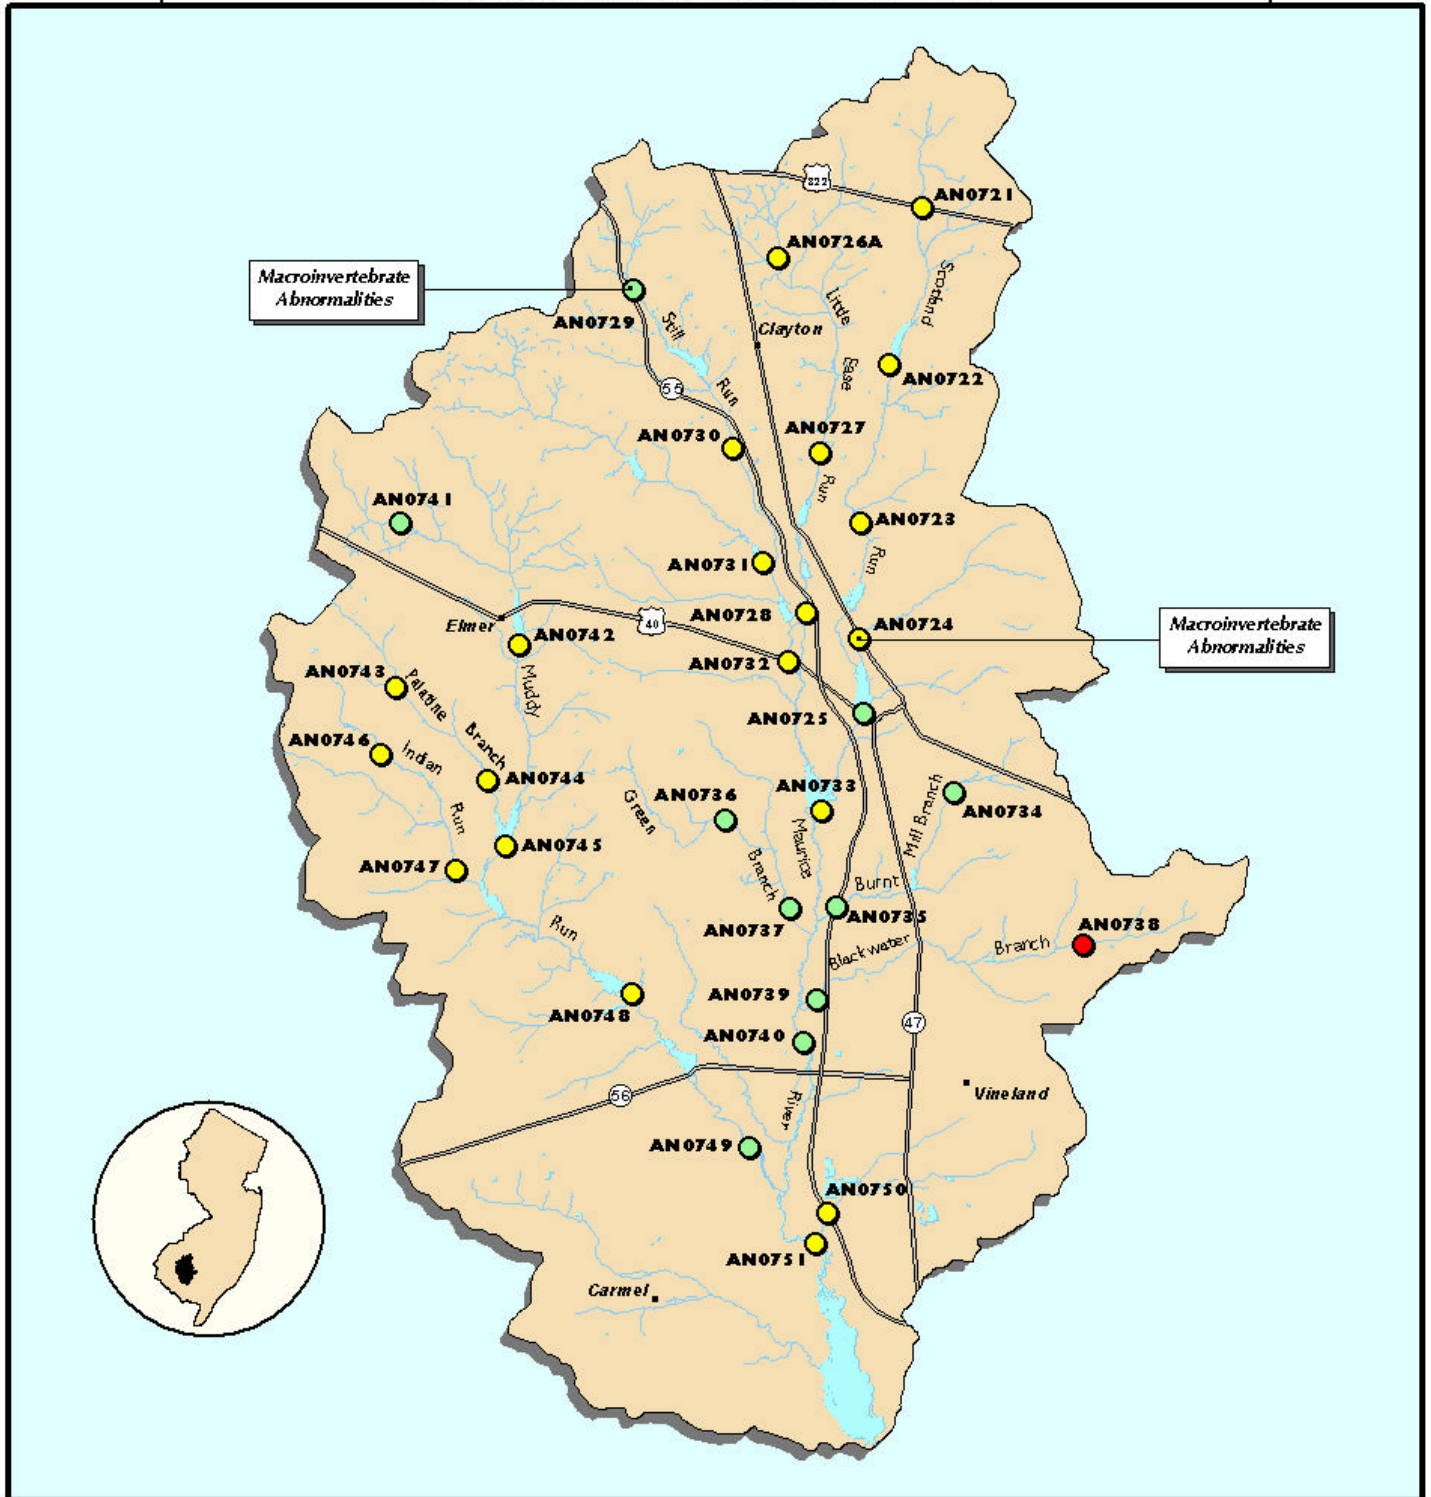 822
AN0721
AN0726A
Macroinvertebrate
Abnormalities
Scotland
Little
AN0729
Still
Clayton
Ease
AN0722
55
Run
AN0727
AN0730
Run
AN0741
AN0723
Run
AN0731
AN0728
Elmer
40
AN0742
AN0724
Macroinvertebrate
Abnormalities
AN0732
AN0743
Palatine
Muddy
AN0725
AN0746
Indian
Branch
AN0744
AN0733
AN0736
Green
Mill Branch
AN0734
Run
Maurice
AN0745
AN0747
Branch
Burnt
AN0735
AN0737
Run
Blackwater
Branch
AN0738
AN0739
AN0748
47
AN0740
56
River
Vineland
AN0749
AN0750
AN0751
Carmel